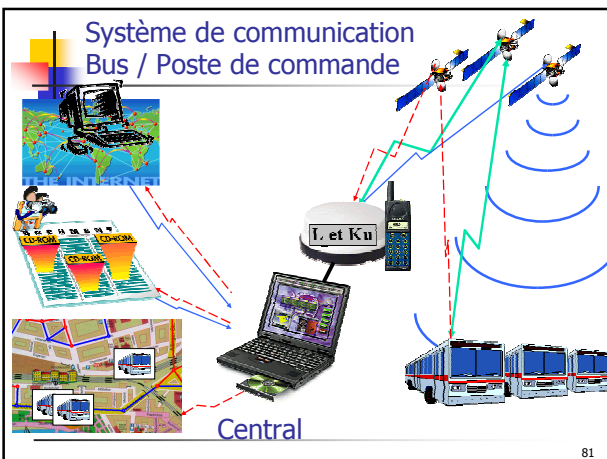 Système de communication
Bus / Poste de commande
THE INTERNET
CD-ROM
CD-ROM
CD-ROM
L et Ku
Central
81